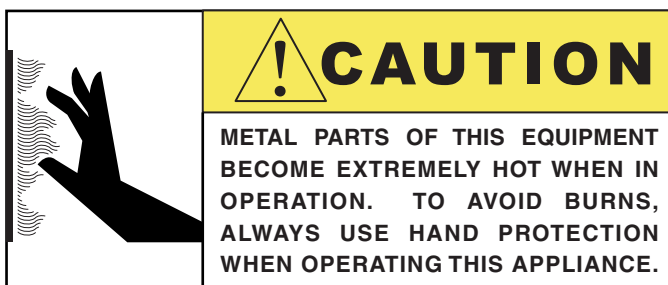 CAUTION
METAL PARTS OF THIS EQUIPMENT
BECOME EXTREMELY HOT WHEN IN
OPERATION. TO AVOID BURNS,
ALWAYS USE HAND PROTECTION
WHEN OPERATING THIS APPLIANCE.